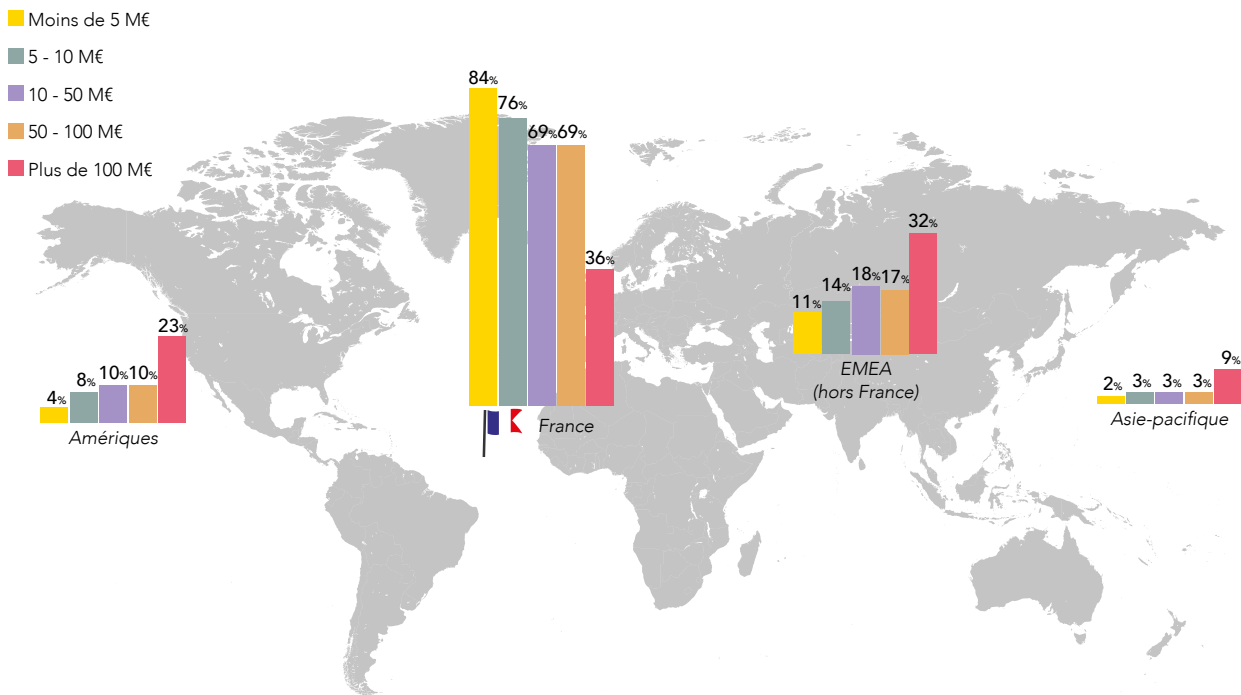 Moins de 5 M€
5 - 10 M€
10 - 50 M€
50 - 100 M€
Plus de 100 M€
84%
76%
69% 69%
36%
France
4%
8%
10% 10%
23%
Amériques
11%
14%
18% 17%
32%
EMEA
(hors France)
2%
3% 3% 3%
9%
Asie-pacifique